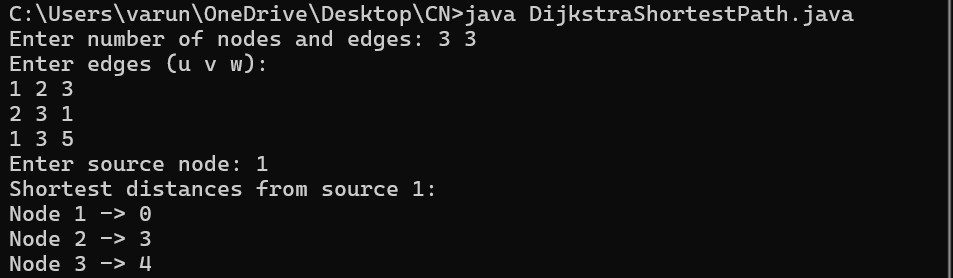 C:\Users\varun\OneDrive\Desktop\CN>java DijkstraShortestPath.java
Enter number of nodes and edges: 3 3
Enter edges (u v w):
1 2 3
2 3 1
1 3 5
Enter source node: 1
Shortest distances from source 1:
Node 1 -> 0
Node 2 -> 3
Node 3 -> 4